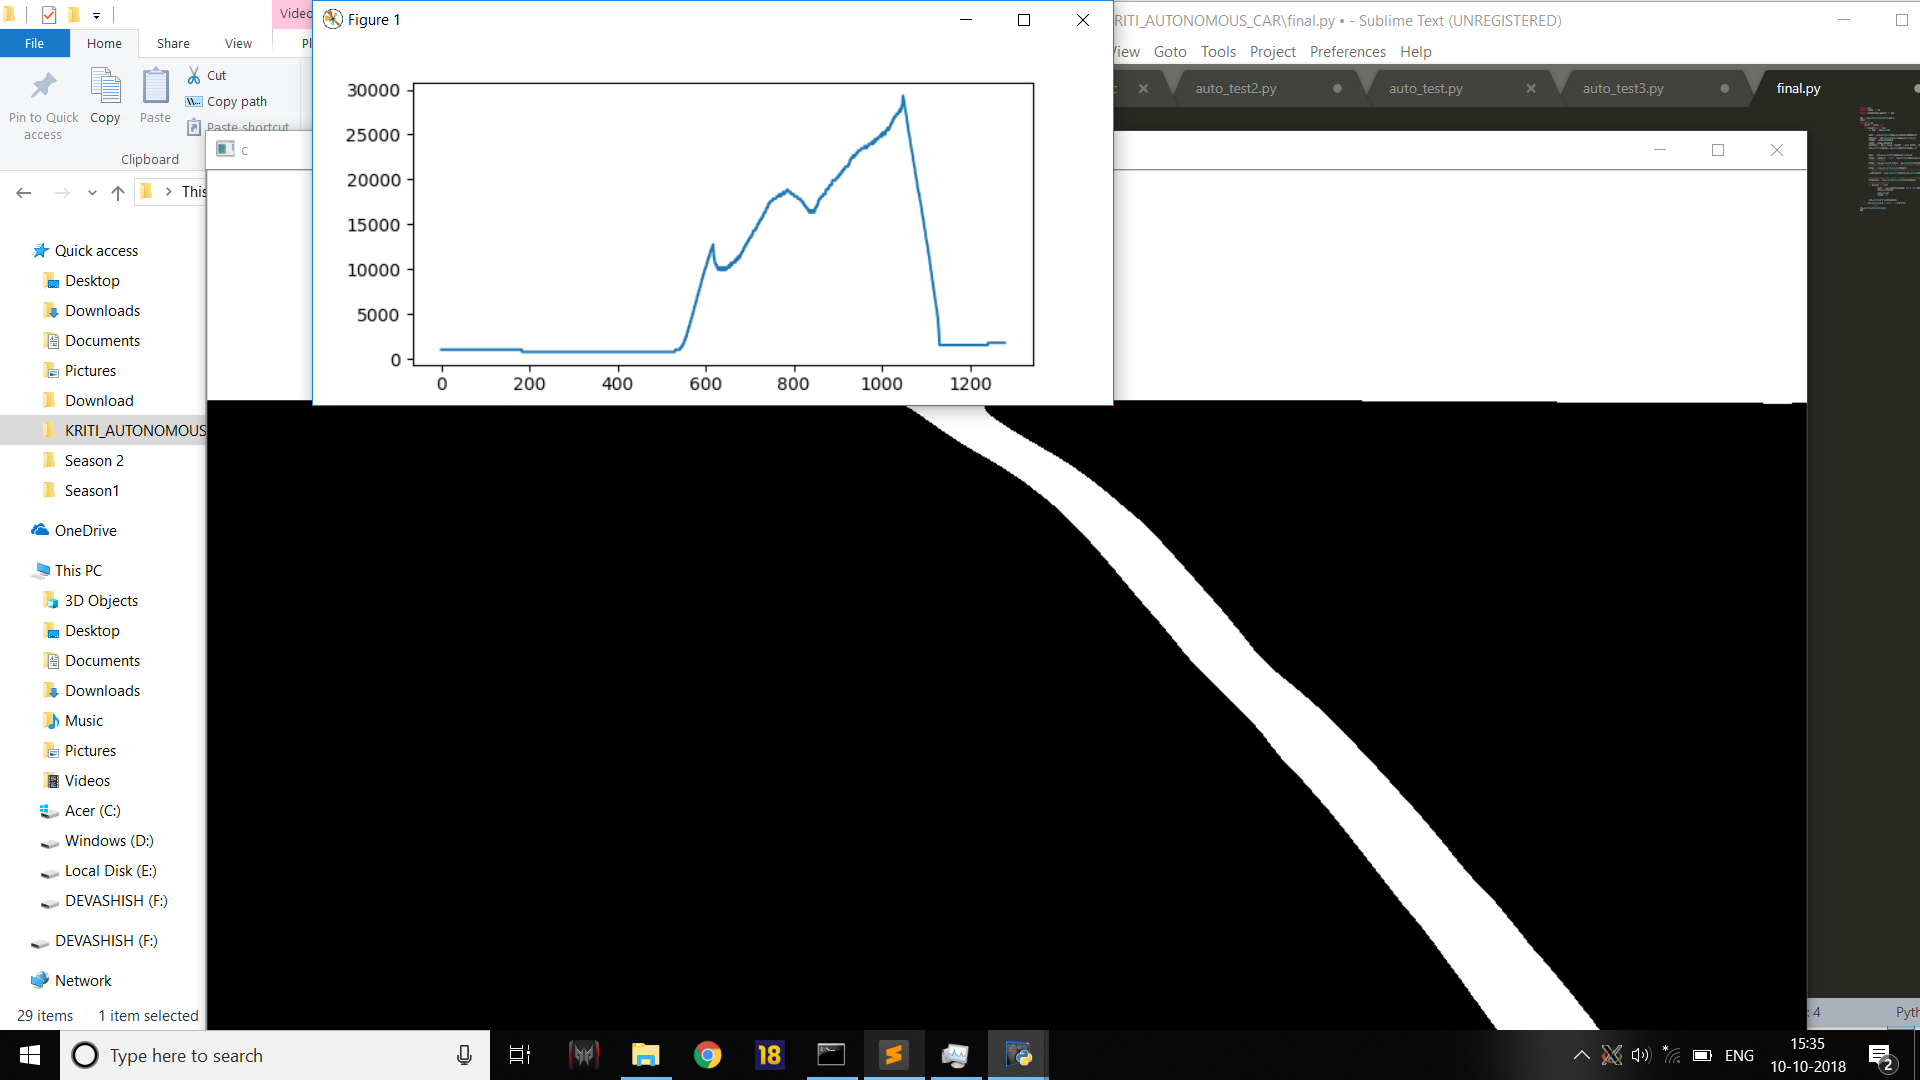 Video
Figure 1
KRITI_AUTONOMOUS_CAR\final.py • - Sublime Text (UNREGISTERED)
File
Home
Share
View
Pl
View
Goto
Tools
Project
Preferences
Help
Pin to Quick
access
Copy
Paste
Cut
Copy path
Paste shortcut
Clipboard
c
auto_test2.py
auto_test.py
auto_test3.py
final.py
c
This
30000
25000
20000
15000
10000
5000
0
0
200
400
600
800
1000
1200
Quick access
Desktop
Downloads
Documents
Pictures
Download
KRITI_AUTONOMOUS
Season 2
Season1
OneDrive
This PC
3D Objects
Desktop
Documents
Downloads
Music
Pictures
Videos
Acer (C:)
Windows (D:)
Local Disk (E:)
DEVASHISH (F:)
DEVASHISH (F:)
Network
29 items
1 item selected
: 4
Pyth
Type here to search
18
ENG
15:35
10-10-2018
2